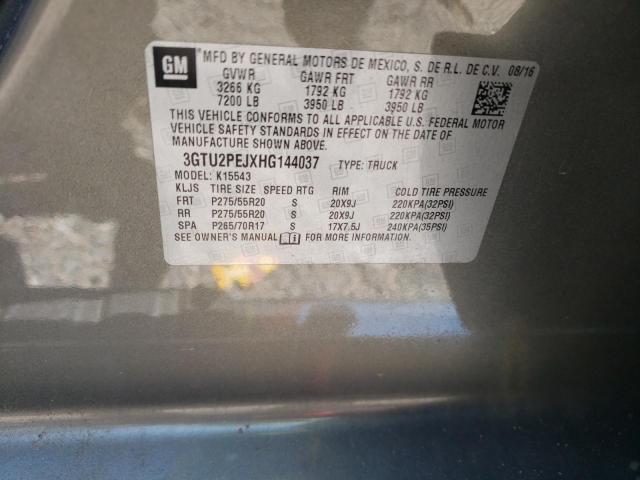 GM
MFD BY GENERAL MOTORS DE MEXICO, S. DE R.L. DE C.V. 08/16
GVWR GAWR FRT GAWR RR
3266 KG 1792 KG 1792 KG
7200 LB 3950 LB 3950 LB
THIS VEHICLE CONFORMS TO ALL APPLICABLE U.S. FEDERAL MOTOR
VEHICLE SAFETY STANDARDS IN EFFECT ON THE DATE OF
MANUFACTURE SHOWN ABOVE.
3GTU2PEJXHG144037 TYPE: TRUCK
MODEL: K15543
KLJS TIRE SIZE SPEED RTG RIM COLD TIRE PRESSURE
FRT P275/55R20 S 20X9J 220KPA(32PSI)
RR P275/55R20 S 20X9J 220KPA(32PSI)
SPA P265/70R17 S 17X7.5J 240KPA(35PSI)
SEE OWNER'S MANUAL FOR MORE INFORMATION